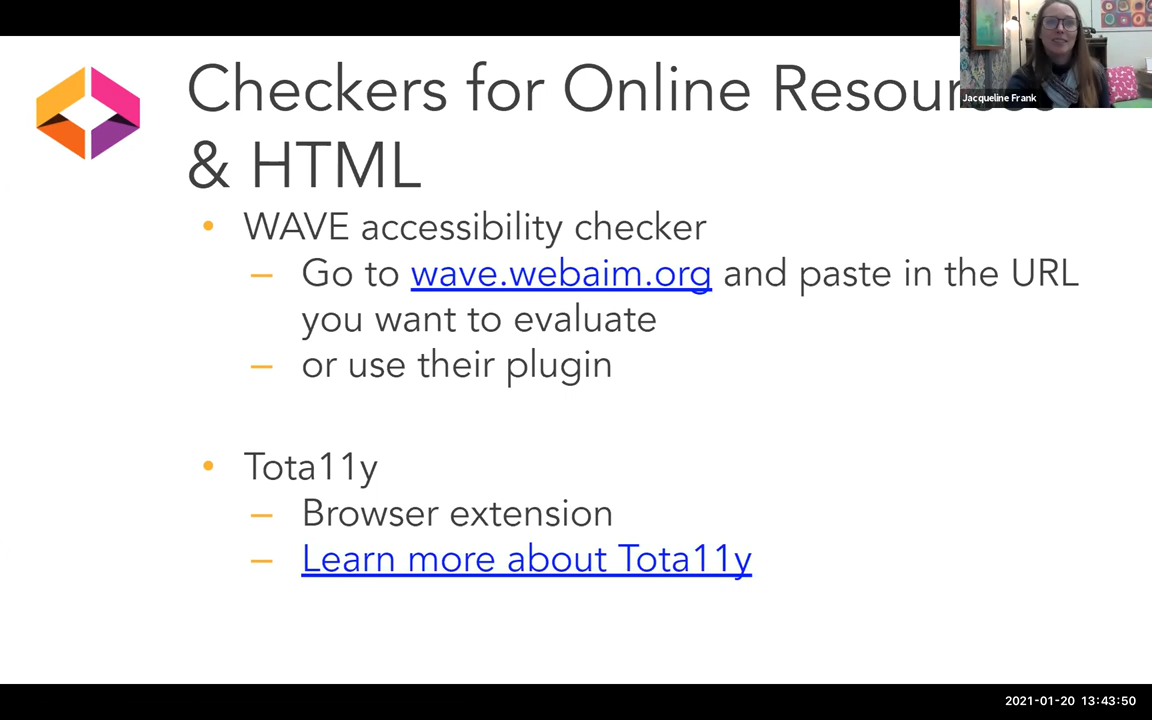 Checkers for Online Resour
& HTML
Jacqueline Frank
• WAVE accessibility checker
– Go to wave.webaim.org and paste in the URL
you want to evaluate
– or use their plugin
• Tota11y
– Browser extension
– Learn more about Tota11y
2021-01-20 13:43:50